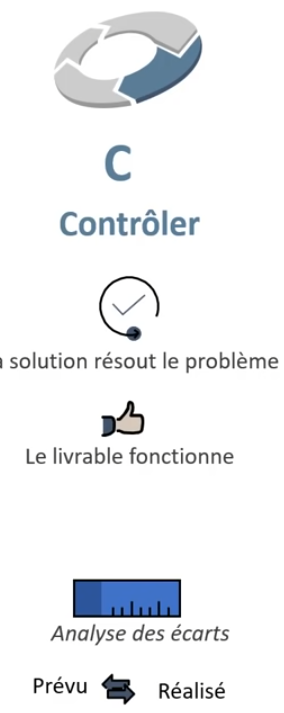 C
Contrôler
a solution résout le problème
Le livrable fonctionne
Analyse des écarts
Prévu Réalisé